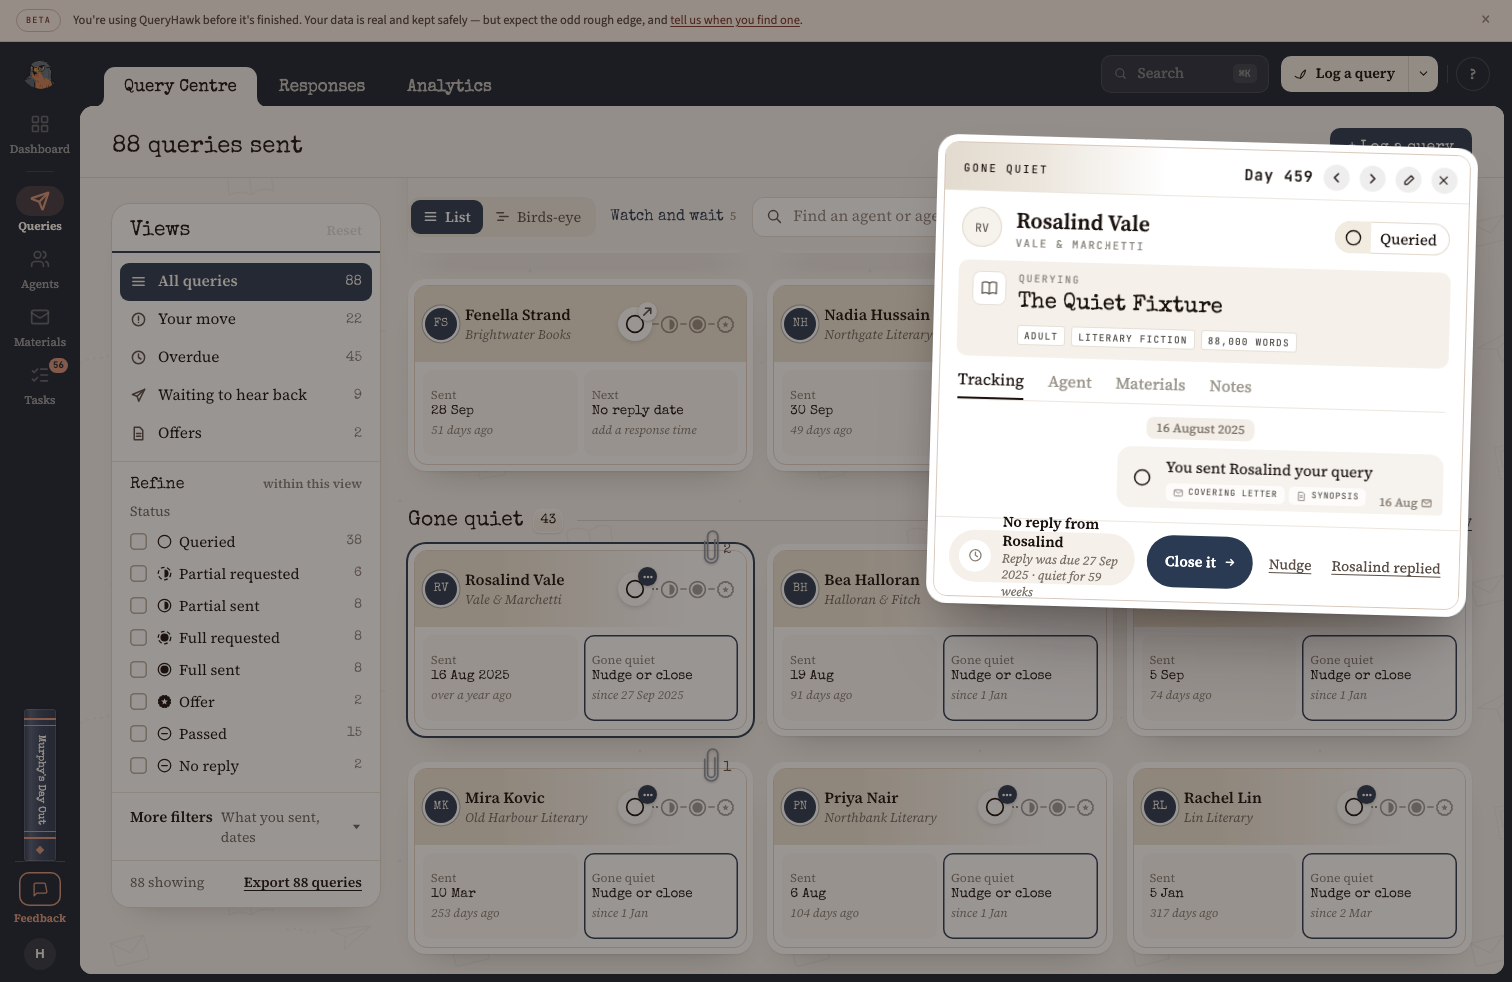 BETA You're using QueryHawk before it's finished. Your data is real and kept safely — but expect the odd rough edge, and tell us when you find one. ×
Query Centre Responses Analytics
Search ⌘K
Log a query
?
Dashboard
Queries
Agents
Materials
56
Tasks
Murphy's Day Out
Feedback
H
88 queries sent
Views Reset
All queries 88
Your move 22
Overdue 45
Waiting to hear back 9
Offers 2
Refine within this view
Status
Queried 38
Partial requested 6
Partial sent 8
Full requested 8
Full sent 8
Offer 2
Passed 15
No reply 2
More filters What you sent,
dates
88 showing Export 88 queries
List Birds-eye Watch and wait 5 Find an agent or age
FS Fenella Strand
Brightwater Books
Sent
28 Sep
51 days ago
Next
No reply date
add a response time
NH Nadia Hussain
Northgate Literary
Sent
30 Sep
49 days ago
Gone quiet 43
2
RV Rosalind Vale
Vale & Marchetti
Sent
16 Aug 2025
over a year ago
Gone quiet
Nudge or close
since 27 Sep 2025
BH Bea Halloran
Halloran & Fitch
Sent
19 Aug
91 days ago
Gone quiet
Nudge or close
since 1 Jan
Sent
5 Sep
74 days ago
Gone quiet
Nudge or close
since 1 Jan
1
MK Mira Kovic
Old Harbour Literary
Sent
10 Mar
253 days ago
Gone quiet
Nudge or close
since 1 Jan
PN Priya Nair
Northbank Literary
Sent
6 Aug
104 days ago
Gone quiet
Nudge or close
since 1 Jan
RL Rachel Lin
Lin Literary
Sent
5 Jan
317 days ago
Gone quiet
Nudge or close
since 2 Mar
GONE QUIET Day 459
RV Rosalind Vale
VALE & MARCHETTI
Queried
QUERYING
The Quiet Fixture
ADULT LITERARY FICTION 88,000 WORDS
Tracking Agent Materials Notes
16 August 2025
You sent Rosalind your query
COVERING LETTER SYNOPSIS 16 Aug
No reply from
Rosalind
Reply was due 27 Sep
2025 · quiet for 59
weeks
Close it → Nudge Rosalind replied